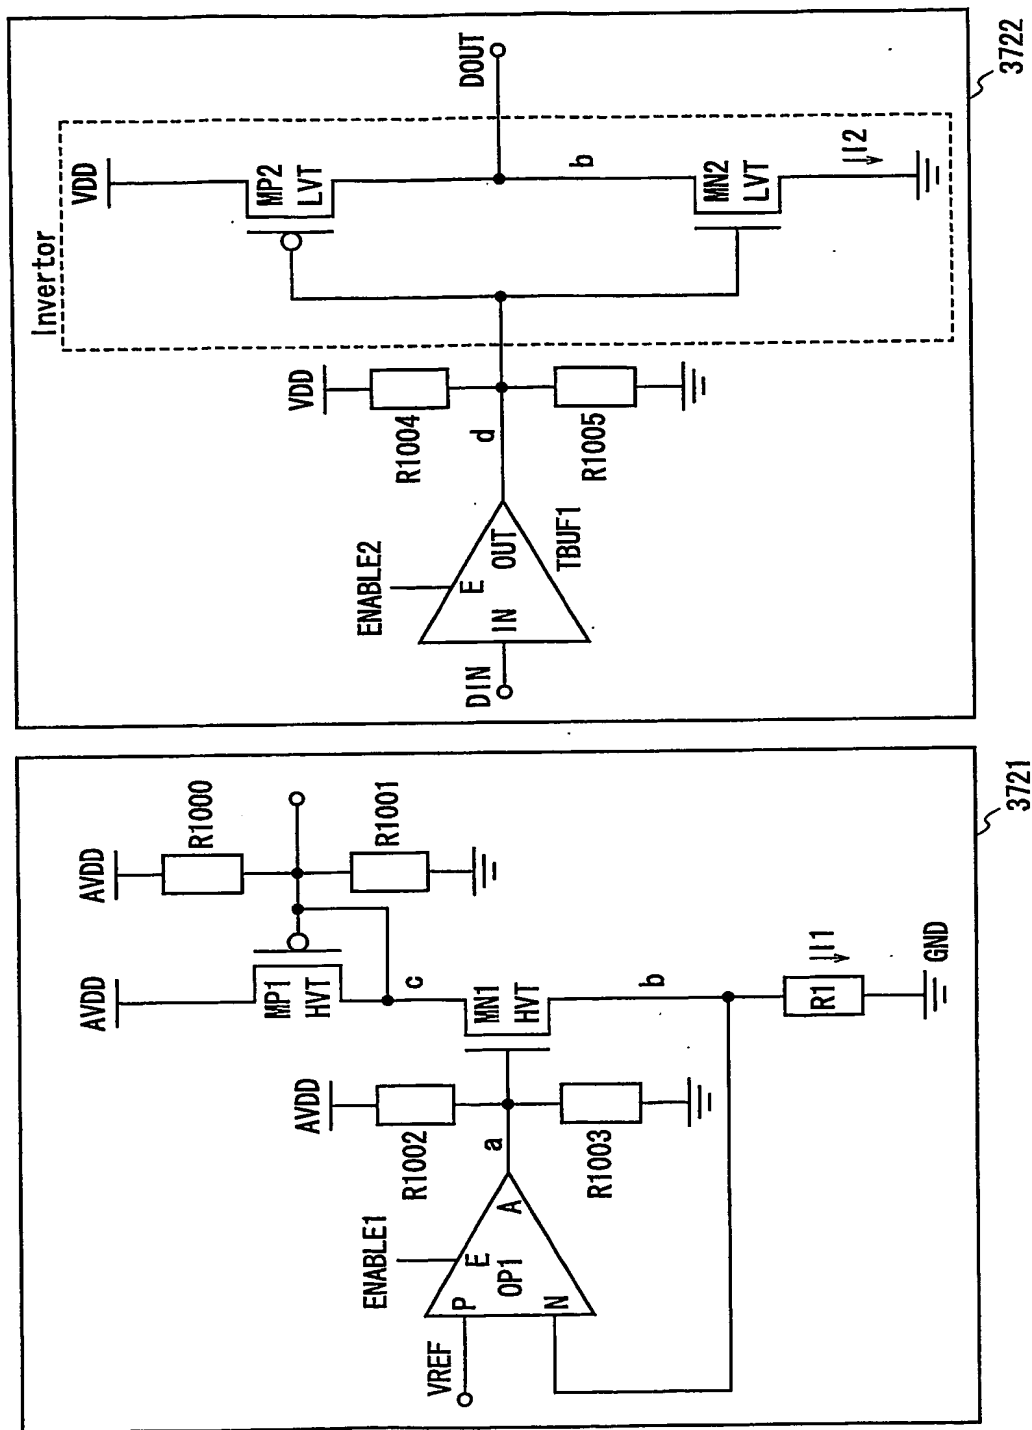 AVDD
AVDD
MP1
HVT
R1000
R1001
c
AVDD
R1002
a
R1003
MN1
HVT
b
ENABLE1
VREF
P
E
A
OP1
N
R1
I1
GND
3721
Invertor
VDD
MP2
LVT
DOUT
b
MN2
LVT
I2
VDD
R1004
d
R1005
ENABLE2
DIN
IN
E
OUT
TBUF1
3722